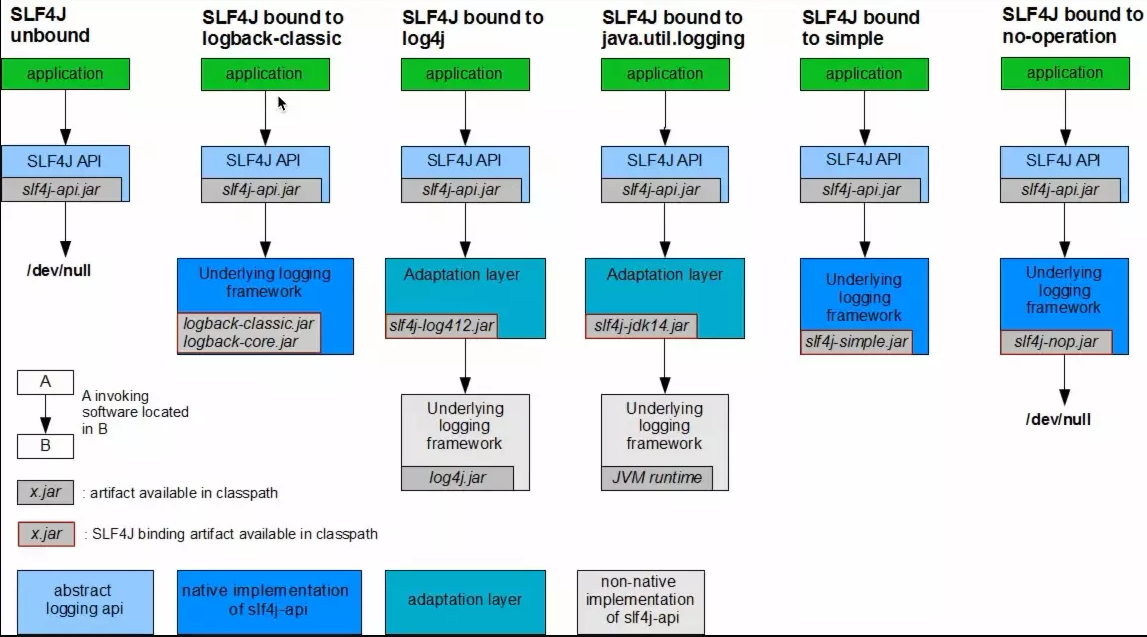 SLF4J
unbound
application
SLF4J API
slf4j-api.jar
/dev/null
SLF4J bound to
logback-classic
application
SLF4J API
slf4j-api.jar
Underlying logging
framework
logback-classic.jar
logback-core.jar
SLF4J bound to
log4j
application
SLF4J API
slf4j-api.jar
Adaptation layer
slf4j-log412.jar
Underlying
logging
framework
log4j.jar
SLF4J bound to
java.util.logging
application
SLF4J API
slf4j-api.jar
Adaptation layer
slf4j-jdk14.jar
Underlying
logging
framework
JVM runtime
SLF4J bound
to simple
application
SLF4J API
slf4j-api.jar
Underlying
logging
framework
slf4j-simple.jar
SLF4J bound to
no-operation
application
SLF4J API
slf4j-api.jar
Underlying
logging
framework
slf4j-nop.jar
/dev/null
A
B
A invoking
software located
in B
x.jar : artifact available in classpath
x.jar : SLF4J binding artifact available in classpath
abstract
logging api
native implementation
of slf4j-api
adaptation layer
non-native
implementation
of slf4j-api